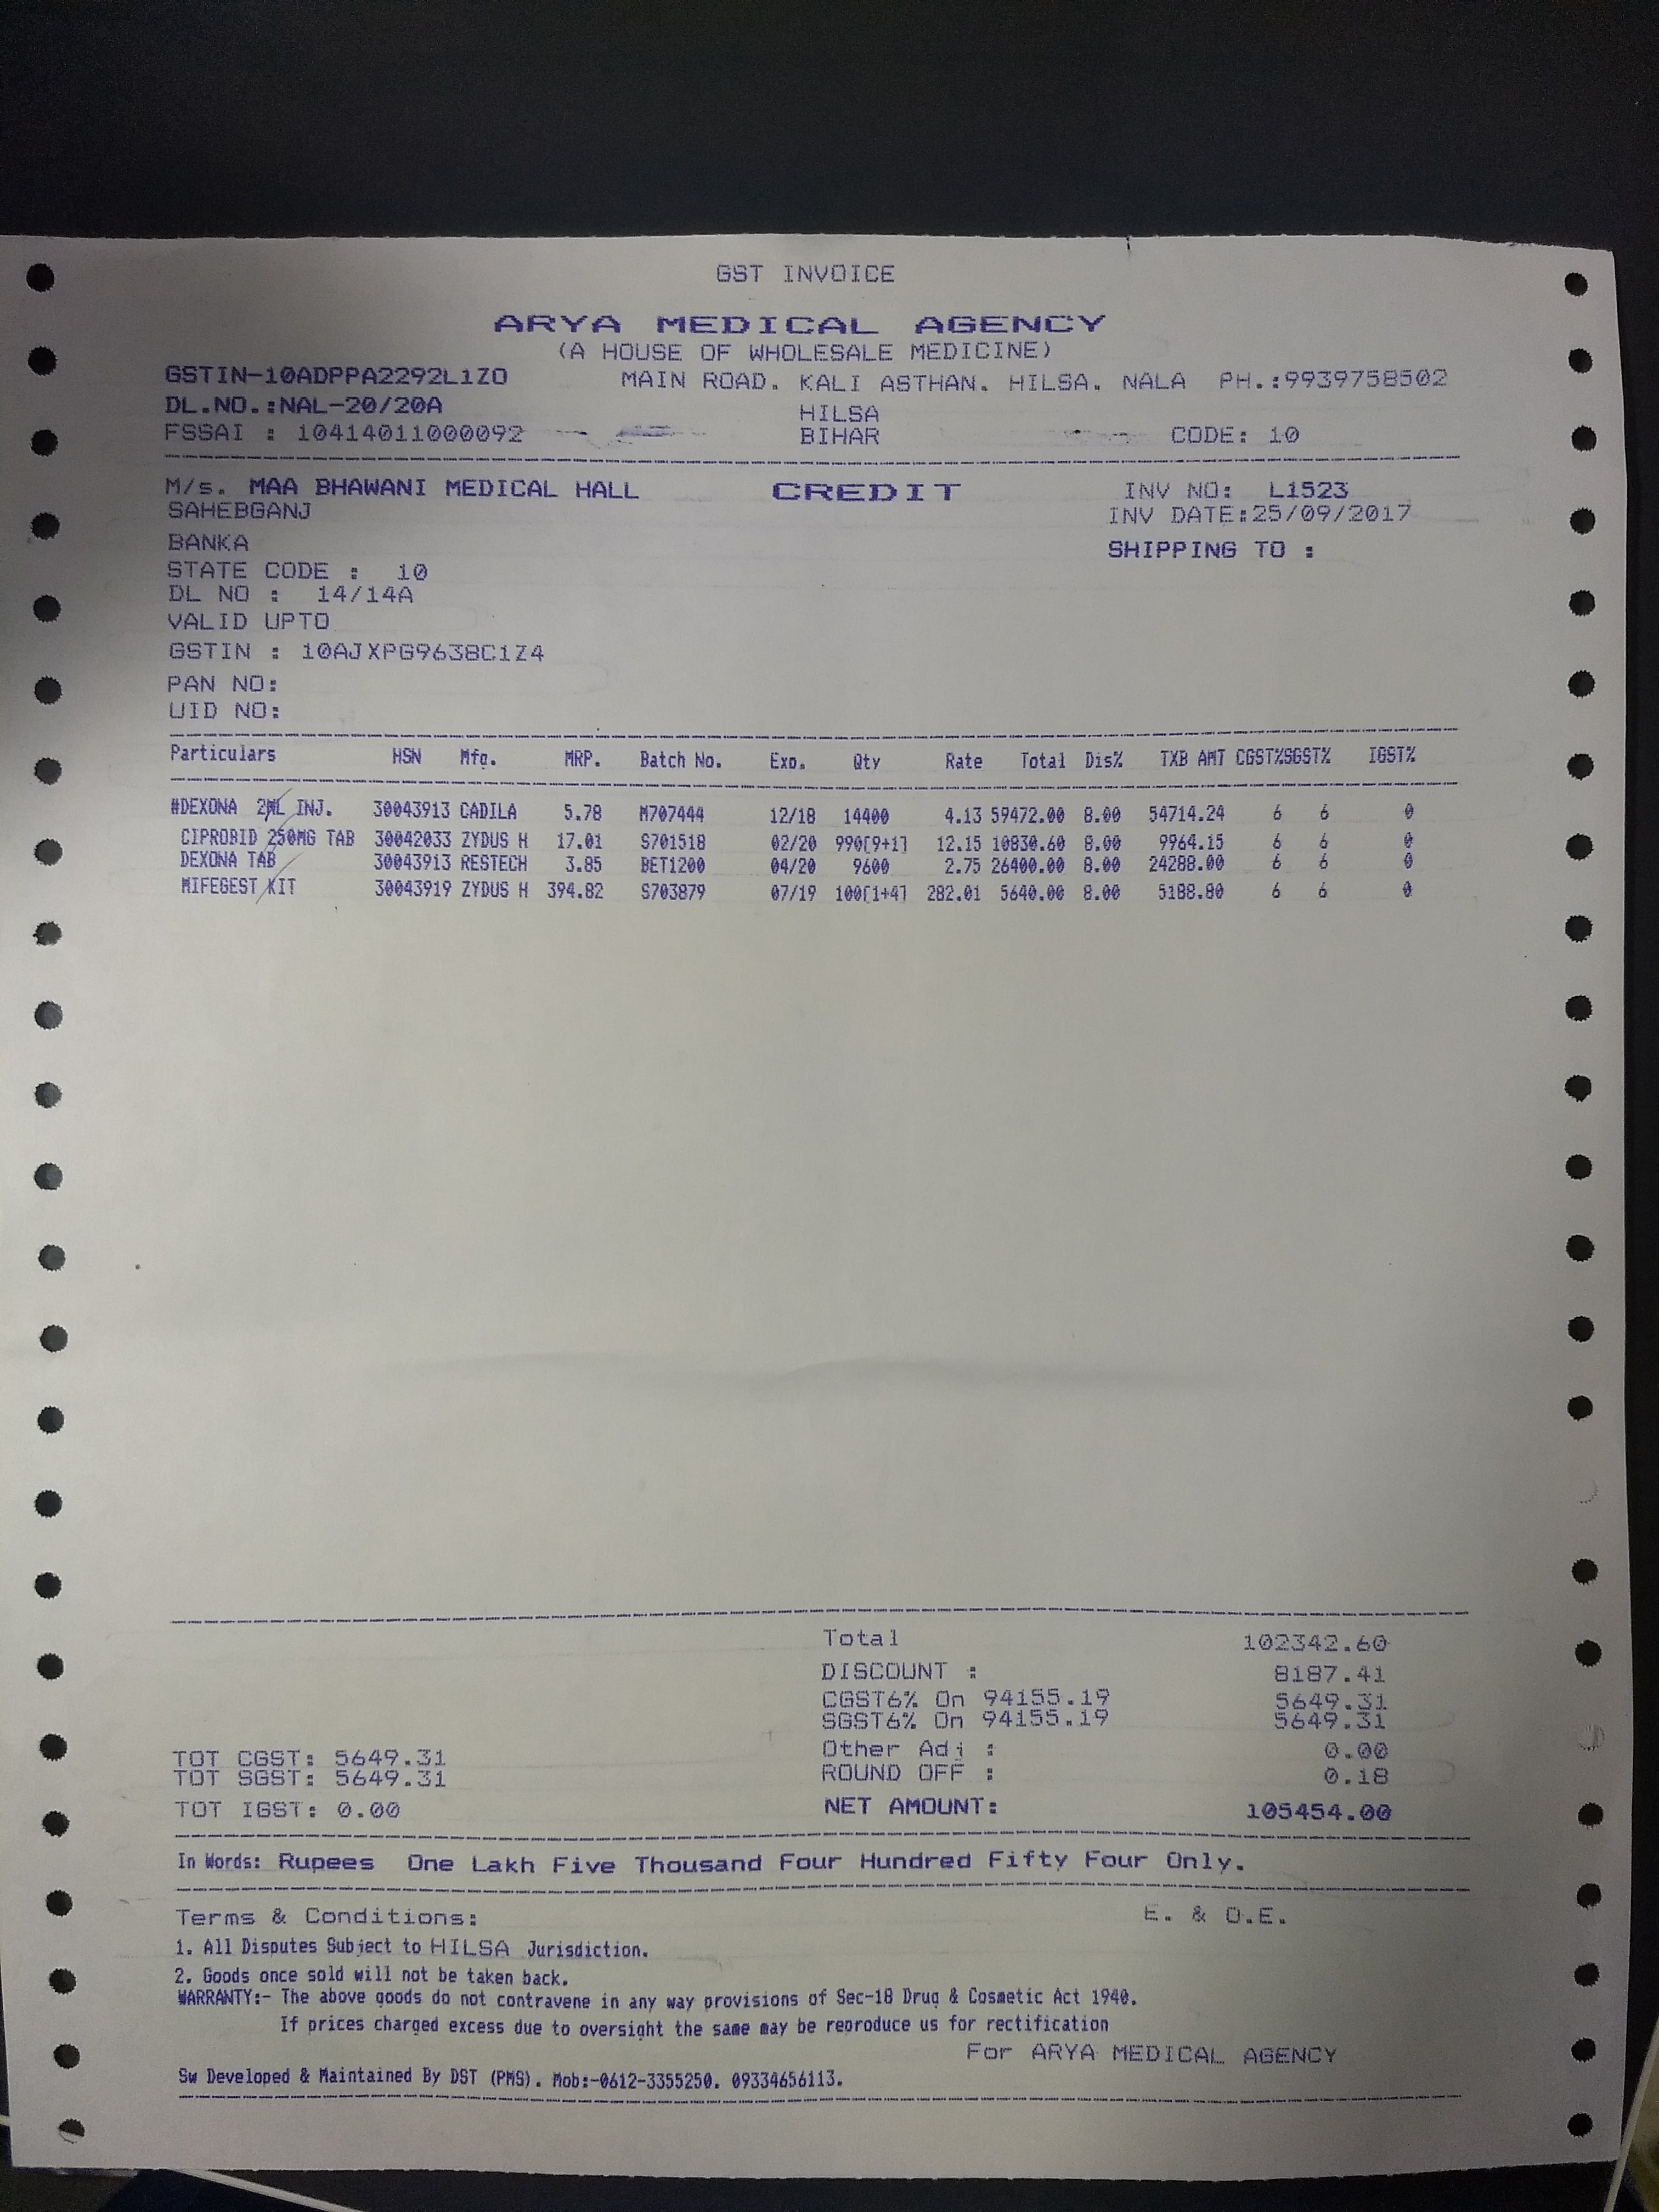 GST INVOICE
ARYA MEDICAL AGENCY
(A HOUSE OF WHOLESALE MEDICINE)
GSTIN-10ADPPA2292L1ZO MAIN ROAD. KALI ASTHAN. HILSA. NALA PH.:9939758502
DL.NO.:NAL-20/20A HILSA
FSSAI : 10414011000092 BIHAR CODE: 10
M/s. MAA BHAWANI MEDICAL HALL CREDIT INV NO: L1523
SAHEBGANJ INV DATE:25/09/2017
BANKA SHIPPING TO :
STATE CODE : 10
DL NO : 14/14A
VALID UPTO
GSTIN : 10AJXPG9638C1Z4
PAN NO:
UID NO:
Particulars HSN Mfg. MRP. Batch No. Exp. Qty Rate Total Dis% TXB AMT CGST%SGST% IGST%
#DEXONA 2ML INJ. 30043913 CADILA 5.78 M707444 12/18 14400 4.13 59472.00 8.00 54714.24 6 6 0
CIPROBID 250MG TAB 30042033 ZYDUS H 17.01 S701518 02/20 990[9+1] 12.15 10830.60 8.00 9964.15 6 6 0
DEXONA TAB 30043913 RESTECH 3.85 BET1200 04/20 9600 2.75 26400.00 8.00 24288.00 6 6 0
MIFEGEST KIT 30043919 ZYDUS H 394.82 S703879 07/19 100[1+4] 282.01 5640.00 8.00 5188.80 6 6 0
Total 102342.60
DISCOUNT : 8187.41
CGST6% On 94155.19 5649.31
SGST6% On 94155.19 5649.31
TOT CGST: 5649.31 Other Adj : 0.00
TOT SGST: 5649.31 ROUND OFF : 0.18
TOT IGST: 0.00 NET AMOUNT: 105454.00
In Words: Rupees One Lakh Five Thousand Four Hundred Fifty Four Only.
Terms & Conditions: E. & O.E.
1. All Disputes Subject to HILSA Jurisdiction.
2. Goods once sold will not be taken back.
WARRANTY:- The above goods do not contravene in any way provisions of Sec-18 Drug & Cosmetic Act 1940.
If prices charged excess due to oversight the same may be reproduce us for rectification
For ARYA MEDICAL AGENCY
Sw Developed & Maintained By DST (PMS). Mob:-0612-3355250. 09334656113.